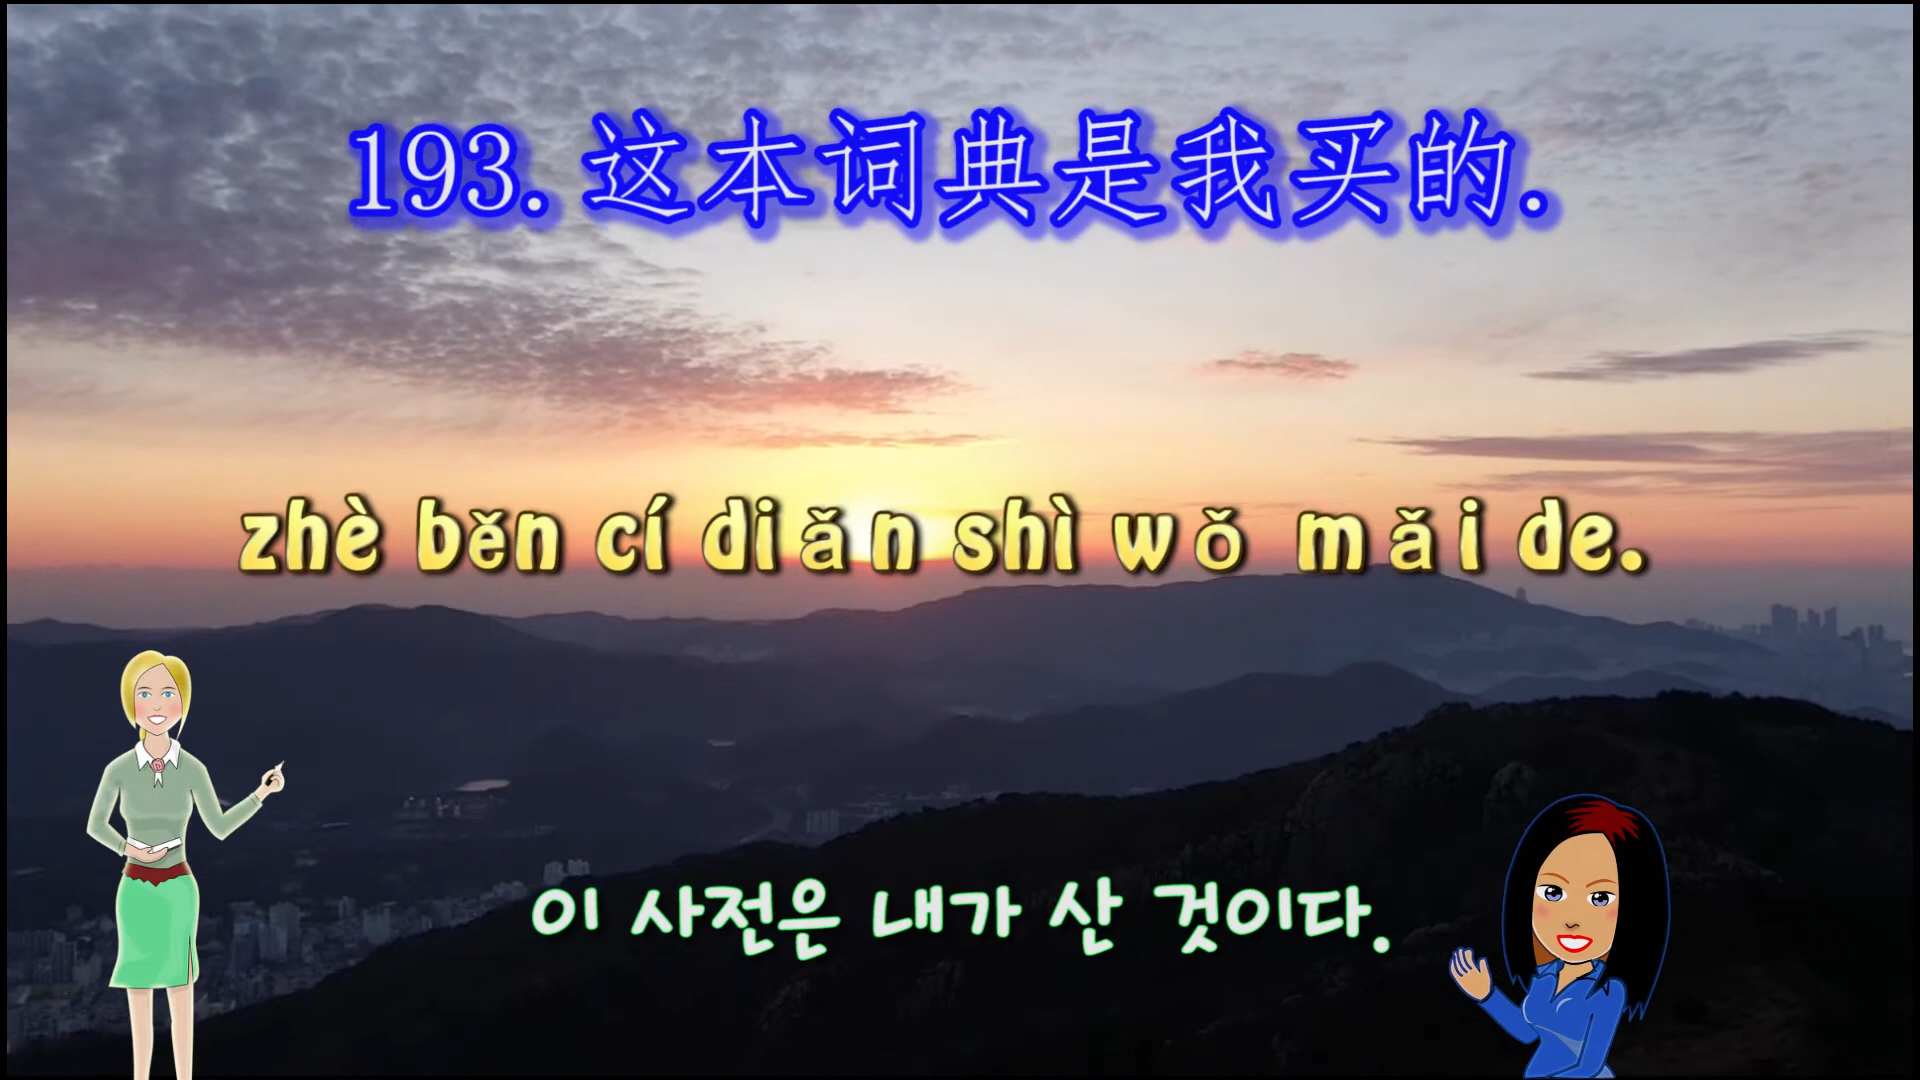 193. 这本词典是我买的.
zhè běn cí diǎn shì wǒ mǎi de.
이 사전은 내가 산 것이다.